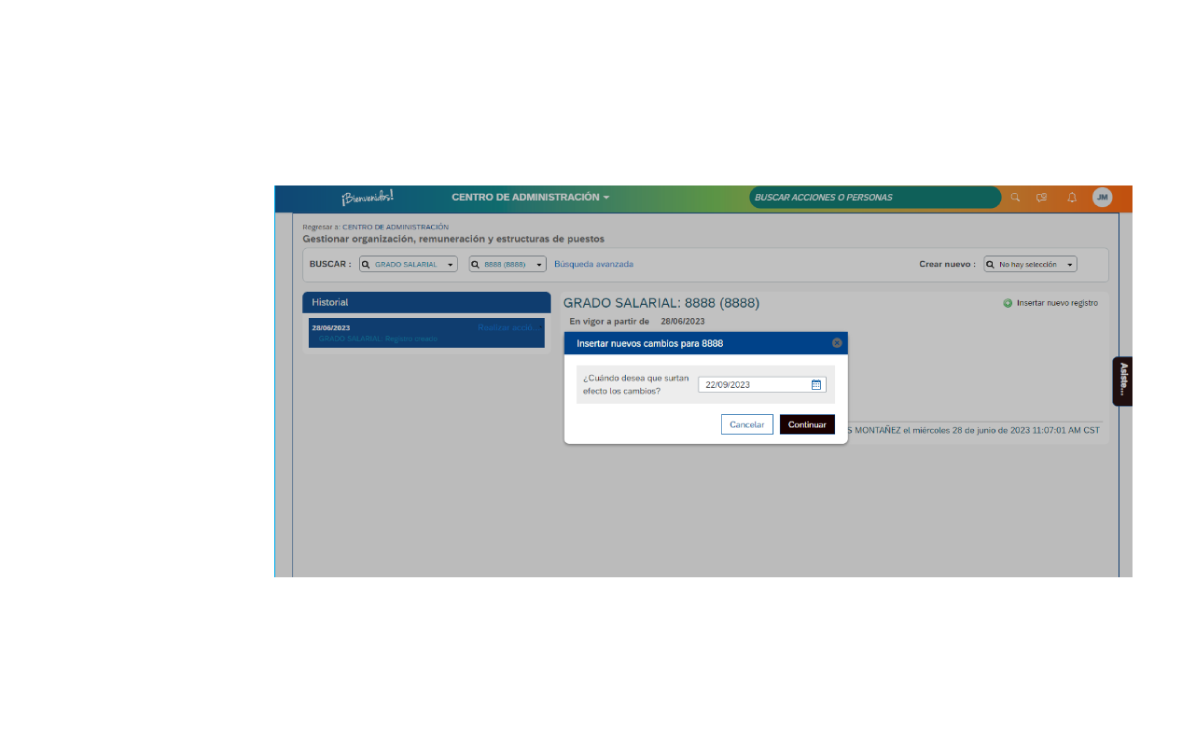 ¡Bienvenidos!
CENTRO DE ADMINISTRACIÓN
BUSCAR ACCIONES O PERSONAS
JM
Regresar a: CENTRO DE ADMINISTRACIÓN
Gestionar organización, remuneración y estructuras de puestos
BUSCAR : GRADO SALARIAL 8888 (8888) Búsqueda avanzada
Crear nuevo : No hay selección
Historial
28/06/2023
GRADO SALARIAL: Registro creado
GRADO SALARIAL: 8888 (8888)
Insertar nuevo registro
En vigor a partir de 28/06/2023
Insertar nuevos cambios para 8888
¿Cuándo desea que surtan
efecto los cambios?
22/09/2023
Cancelar
Continuar
S MONTAÑEZ el miércoles 28 de junio de 2023 11:07:01 AM CST
Asiste...